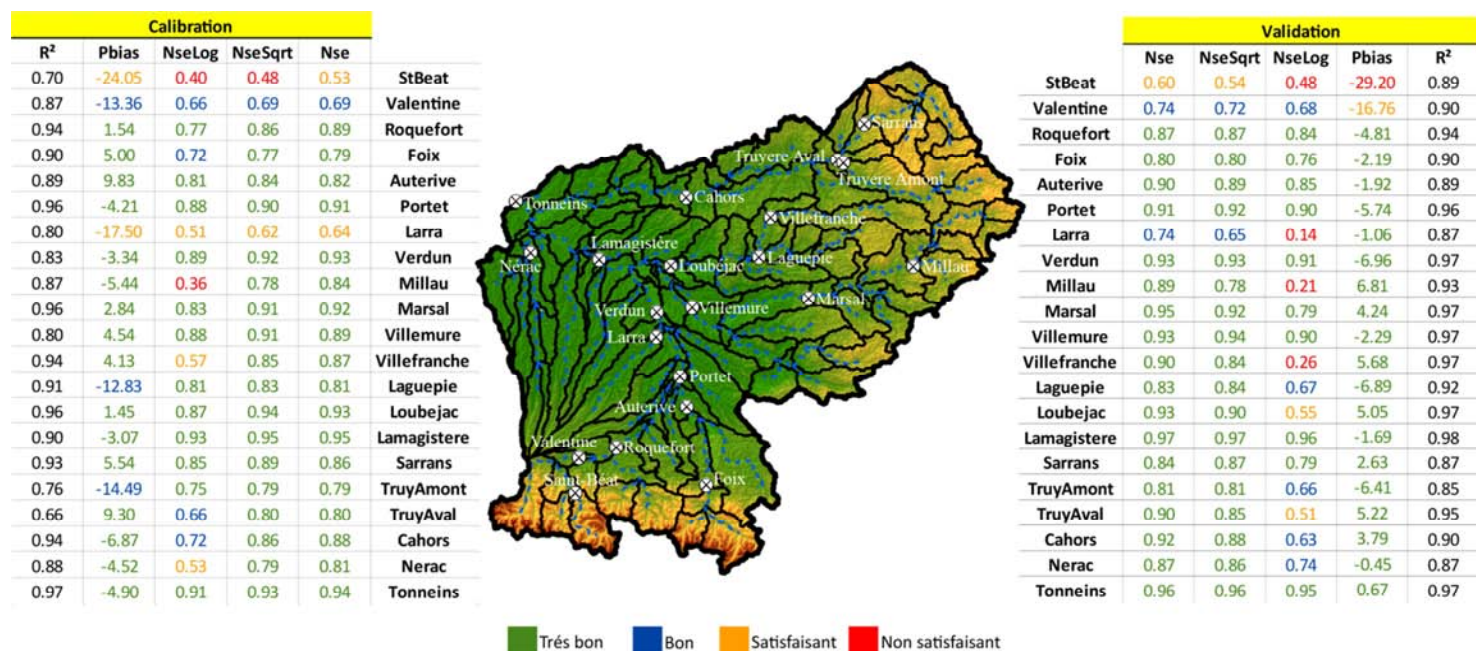 Calibration
R² Pbias NseLog NseSqrt Nse
0.70 -24.05 0.40 0.48 0.53 StBeat
0.87 -13.36 0.66 0.69 0.69 Valentine
0.94 1.54 0.77 0.86 0.89 Roquefort
0.90 5.00 0.72 0.77 0.79 Foix
0.89 9.83 0.81 0.84 0.82 Auterive
0.96 -4.21 0.88 0.90 0.91 Portet
0.80 -17.50 0.51 0.62 0.64 Larra
0.83 -3.34 0.89 0.92 0.93 Verdun
0.87 -5.44 0.36 0.78 0.84 Millau
0.96 2.84 0.83 0.91 0.92 Marsal
0.80 4.54 0.88 0.91 0.89 Villemure
0.94 4.13 0.57 0.85 0.87 Villefranche
0.91 -12.83 0.81 0.83 0.81 Laguepie
0.96 1.45 0.87 0.94 0.93 Loubejac
0.90 -3.07 0.93 0.95 0.95 Lamagistere
0.93 5.54 0.85 0.89 0.86 Sarrans
0.76 -14.49 0.75 0.79 0.79 TruyAmont
0.66 9.30 0.66 0.80 0.80 TruyAval
0.94 -6.87 0.72 0.86 0.88 Cahors
0.88 -4.52 0.53 0.79 0.81 Nerac
0.97 -4.90 0.91 0.93 0.94 Tonneins
Sarrans
Truyere Aval
Truyere Amont
Cahors
Tonneins
Villefranche
Lamagistère
Nérac
Loubéjac
Laguépie
Millau
Marsal
Verdun
Villemure
Larra
Portet
Auterive
Valentine
Roquefort
Saint-Béat
Foix
Validation
Nse NseSqrt NseLog Pbias R²
StBeat 0.60 0.54 0.48 -29.20 0.89
Valentine 0.74 0.72 0.68 -16.76 0.90
Roquefort 0.87 0.87 0.84 -4.81 0.94
Foix 0.80 0.80 0.76 -2.19 0.90
Auterive 0.90 0.89 0.85 -1.92 0.89
Portet 0.91 0.92 0.90 -5.74 0.96
Larra 0.74 0.65 0.14 -1.06 0.87
Verdun 0.93 0.93 0.91 -6.96 0.97
Millau 0.89 0.78 0.21 6.81 0.93
Marsal 0.95 0.92 0.79 4.24 0.97
Villemure 0.93 0.94 0.90 -2.29 0.97
Villefranche 0.90 0.84 0.26 5.68 0.97
Laguepie 0.83 0.84 0.67 -6.89 0.92
Loubejac 0.93 0.90 0.55 5.05 0.97
Lamagistere 0.97 0.97 0.96 -1.69 0.98
Sarrans 0.84 0.87 0.79 2.63 0.87
TruyAmont 0.81 0.81 0.66 -6.41 0.85
TruyAval 0.90 0.85 0.51 5.22 0.95
Cahors 0.92 0.88 0.63 3.79 0.90
Nerac 0.87 0.86 0.74 -0.45 0.87
Tonneins 0.96 0.96 0.95 0.67 0.97
Trés bon Bon Satisfaisant Non satisfaisant